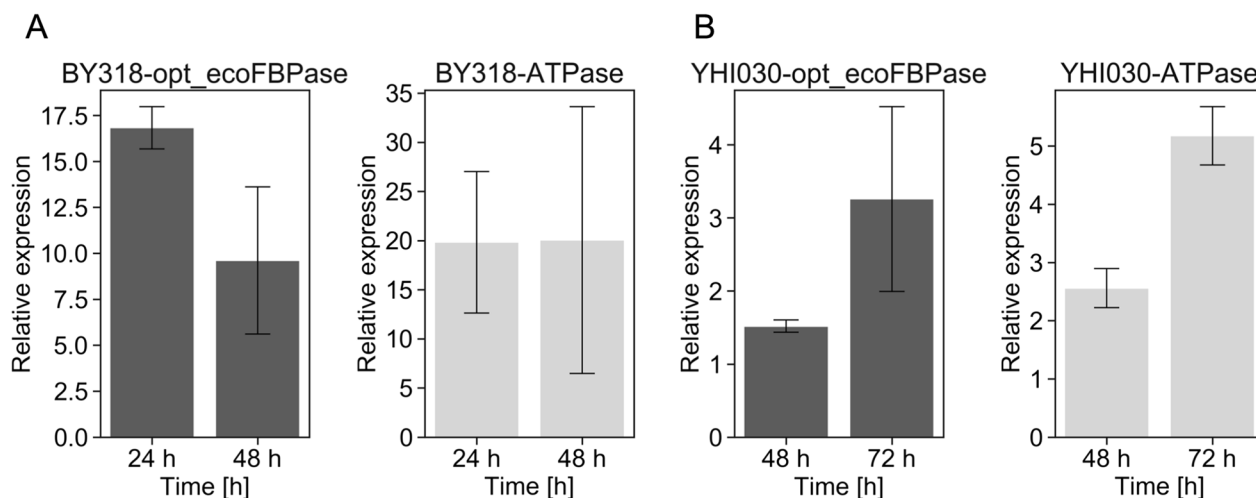 A
B
BY318-opt_ecoFBPase
BY318-ATPase
YHI030-opt_ecoFBPase
YHI030-ATPase
Relative expression
17.5
15.0
12.5
10.0
7.5
5.0
2.5
0.0
24 h
48 h
Time [h]
Relative expression
35
30
25
20
15
10
5
0
24 h
48 h
Time [h]
Relative expression
4
3
2
1
0
48 h
72 h
Time [h]
Relative expression
5
4
3
2
1
0
48 h
72 h
Time [h]